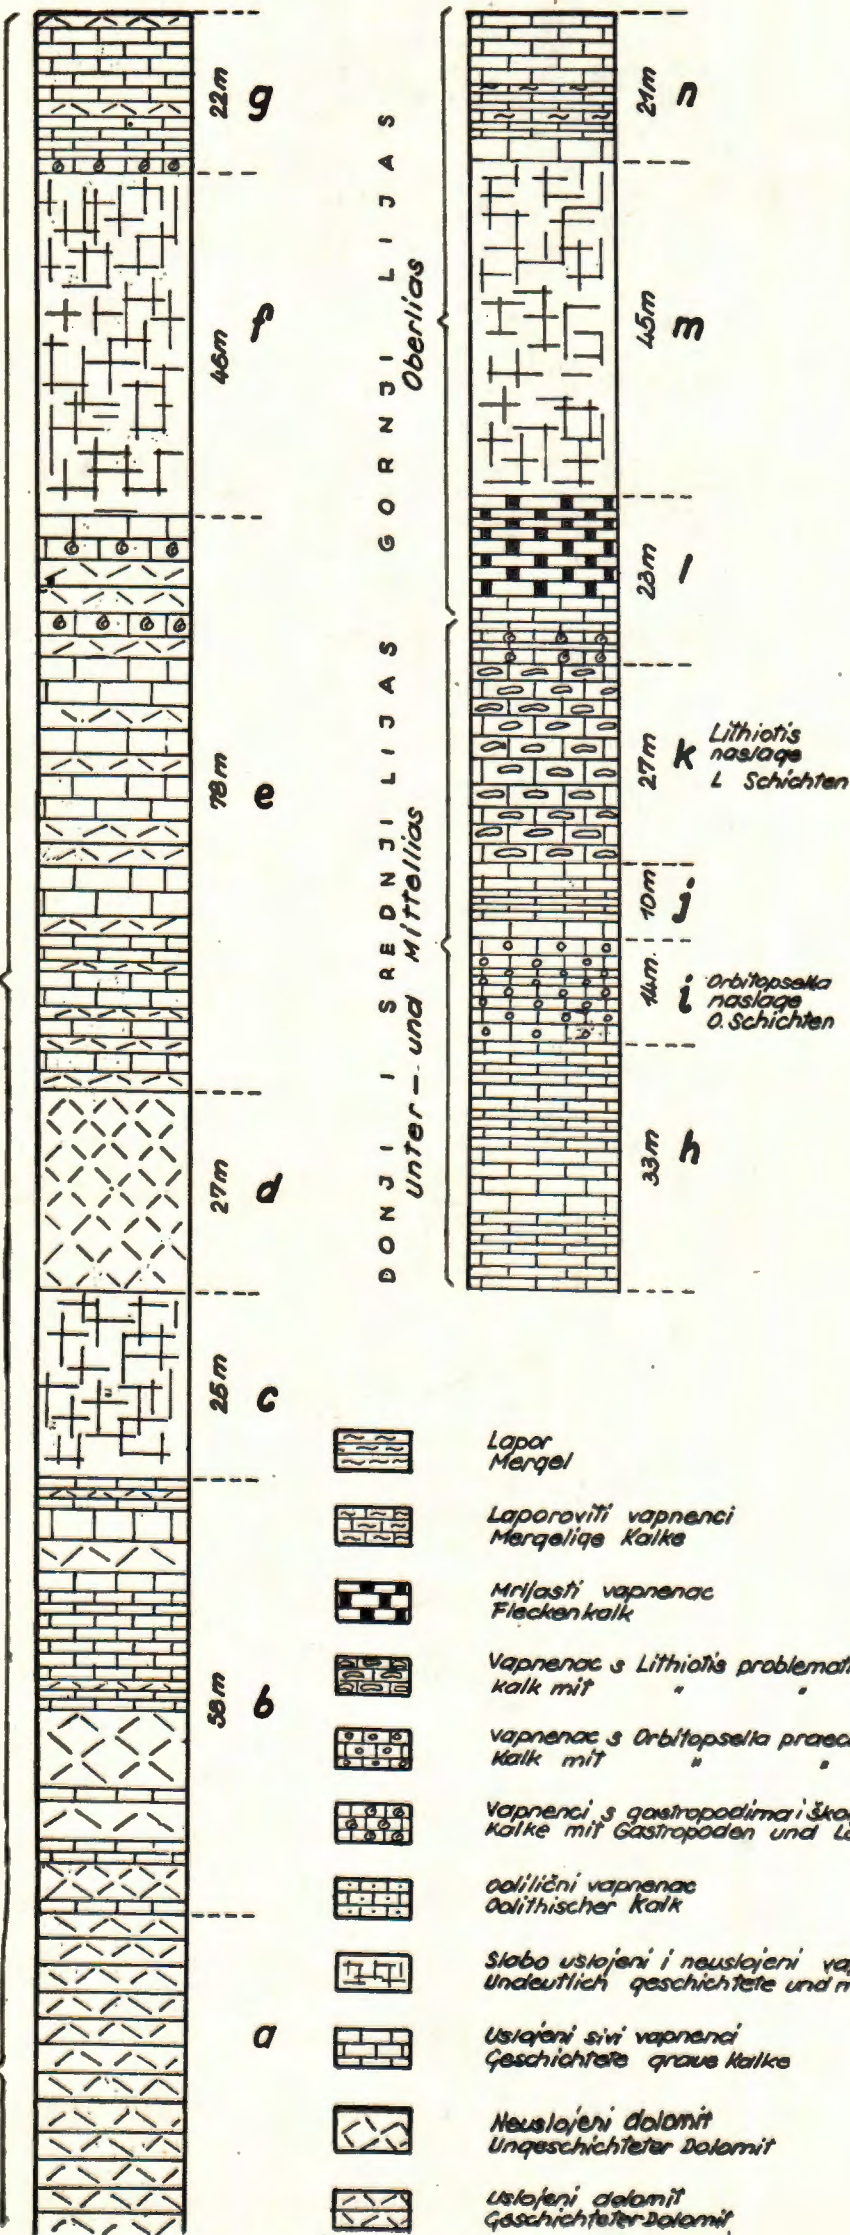 22m g
46m f
78m e
27m d
25m c
58m b
a
GORNJI LIJAS
Oberlias
DONJI I SREDNJI LIJAS
Unter- und Mittellias
21m n
45m m
23m l
27m k
Lithiotis
naslage
L Schichten
10m j
14m. i
Orbitopsella
naslage
O. Schichten
33m h
Lapor
Mergel
Laporoviti vapnenci
Mergelige Kalke
Mrljasti vapnenac
Fleckenkalk
Vapnenac s Lithiotis
Kalk mit " "
Vapnenac s Orbitopsella
Kalk mit " "
Vapnenci s gastropodima i
Kalke mit Gastropoden und
Oolilični vapnenac
Oolithischer Kalk
Slabo uslojeni i neuslojeni
Undeutlich geschichtete und
Uslojeni sivi vapnenci
Geschichtete graue Kalke
Neuslojeni dolomit
Ungeschichteter Dolomit
Uslojeni dolomit
Geschichteter Dolomit